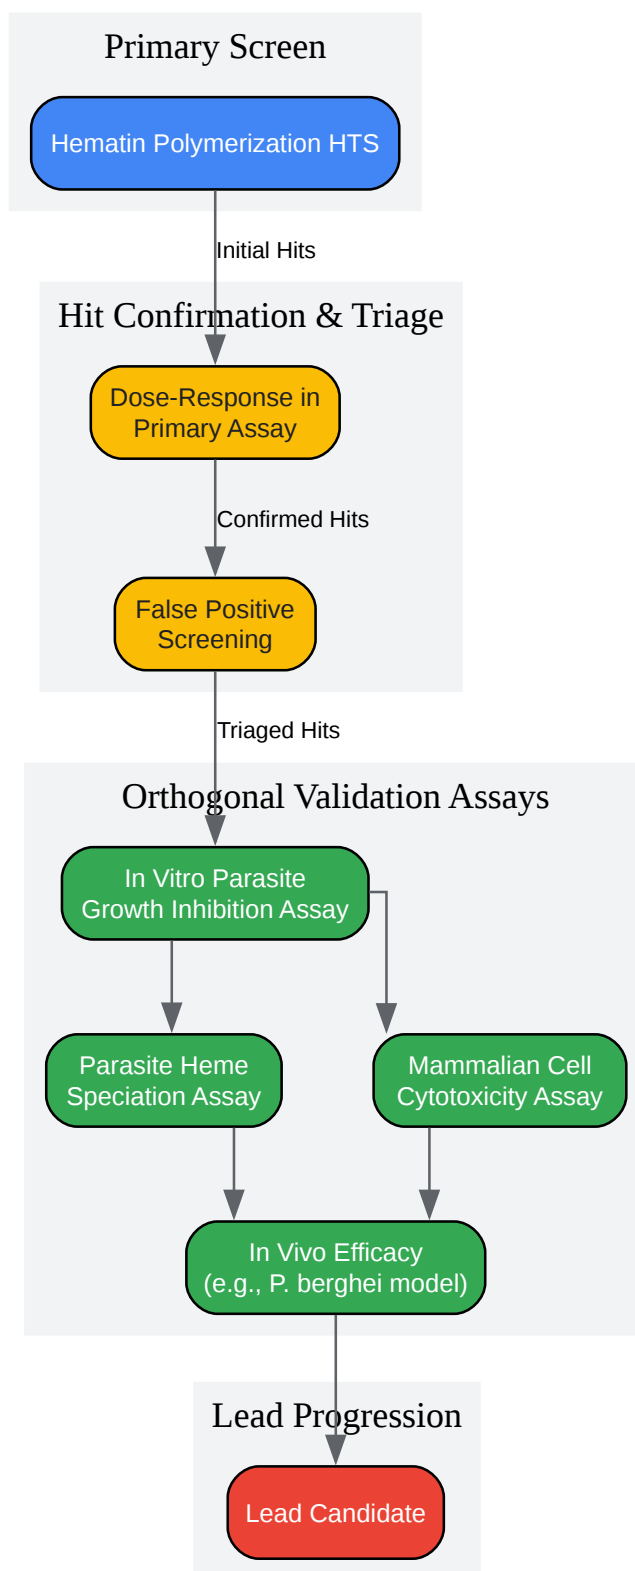 Primary Screen
Hematin Polymerization HTS
Initial Hits
Hit Confirmation & Triage
Dose-Response in
Primary Assay
Confirmed Hits
False Positive
Screening
Triaged Hits
Orthogonal Validation Assays
In Vitro Parasite
Growth Inhibition Assay
Parasite Heme
Speciation Assay
Mammalian Cell
Cytotoxicity Assay
In Vivo Efficacy
(e.g., P. berghei model)
Lead Progression
Lead Candidate